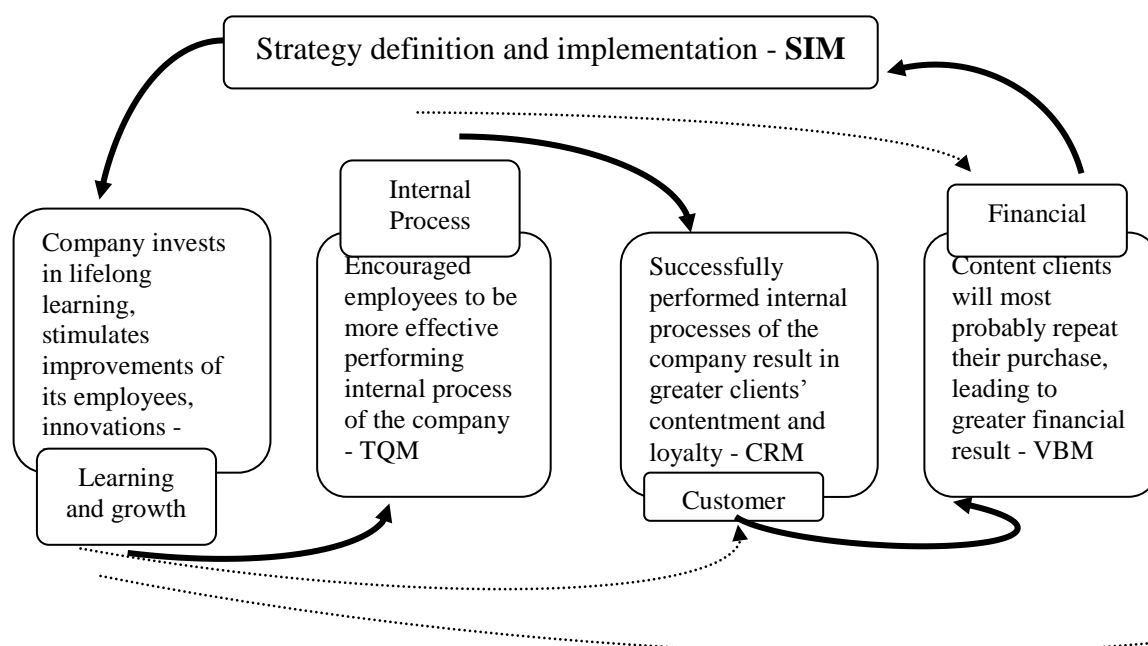 Strategy definition and implementation - SIM
Company invests
in lifelong
learning,
stimulates
improvements of
its employees,
innovations -
Learning
and growth
Internal
Process
Encouraged
employees to be
more effective
performing
internal process
of the company
- TQM
Successfully
performed internal
processes of the
company result in
greater clients’
contentment and
loyalty - CRM
Customer
Financial
Content clients
will most
probably repeat
their purchase,
leading to
greater financial
result - VBM